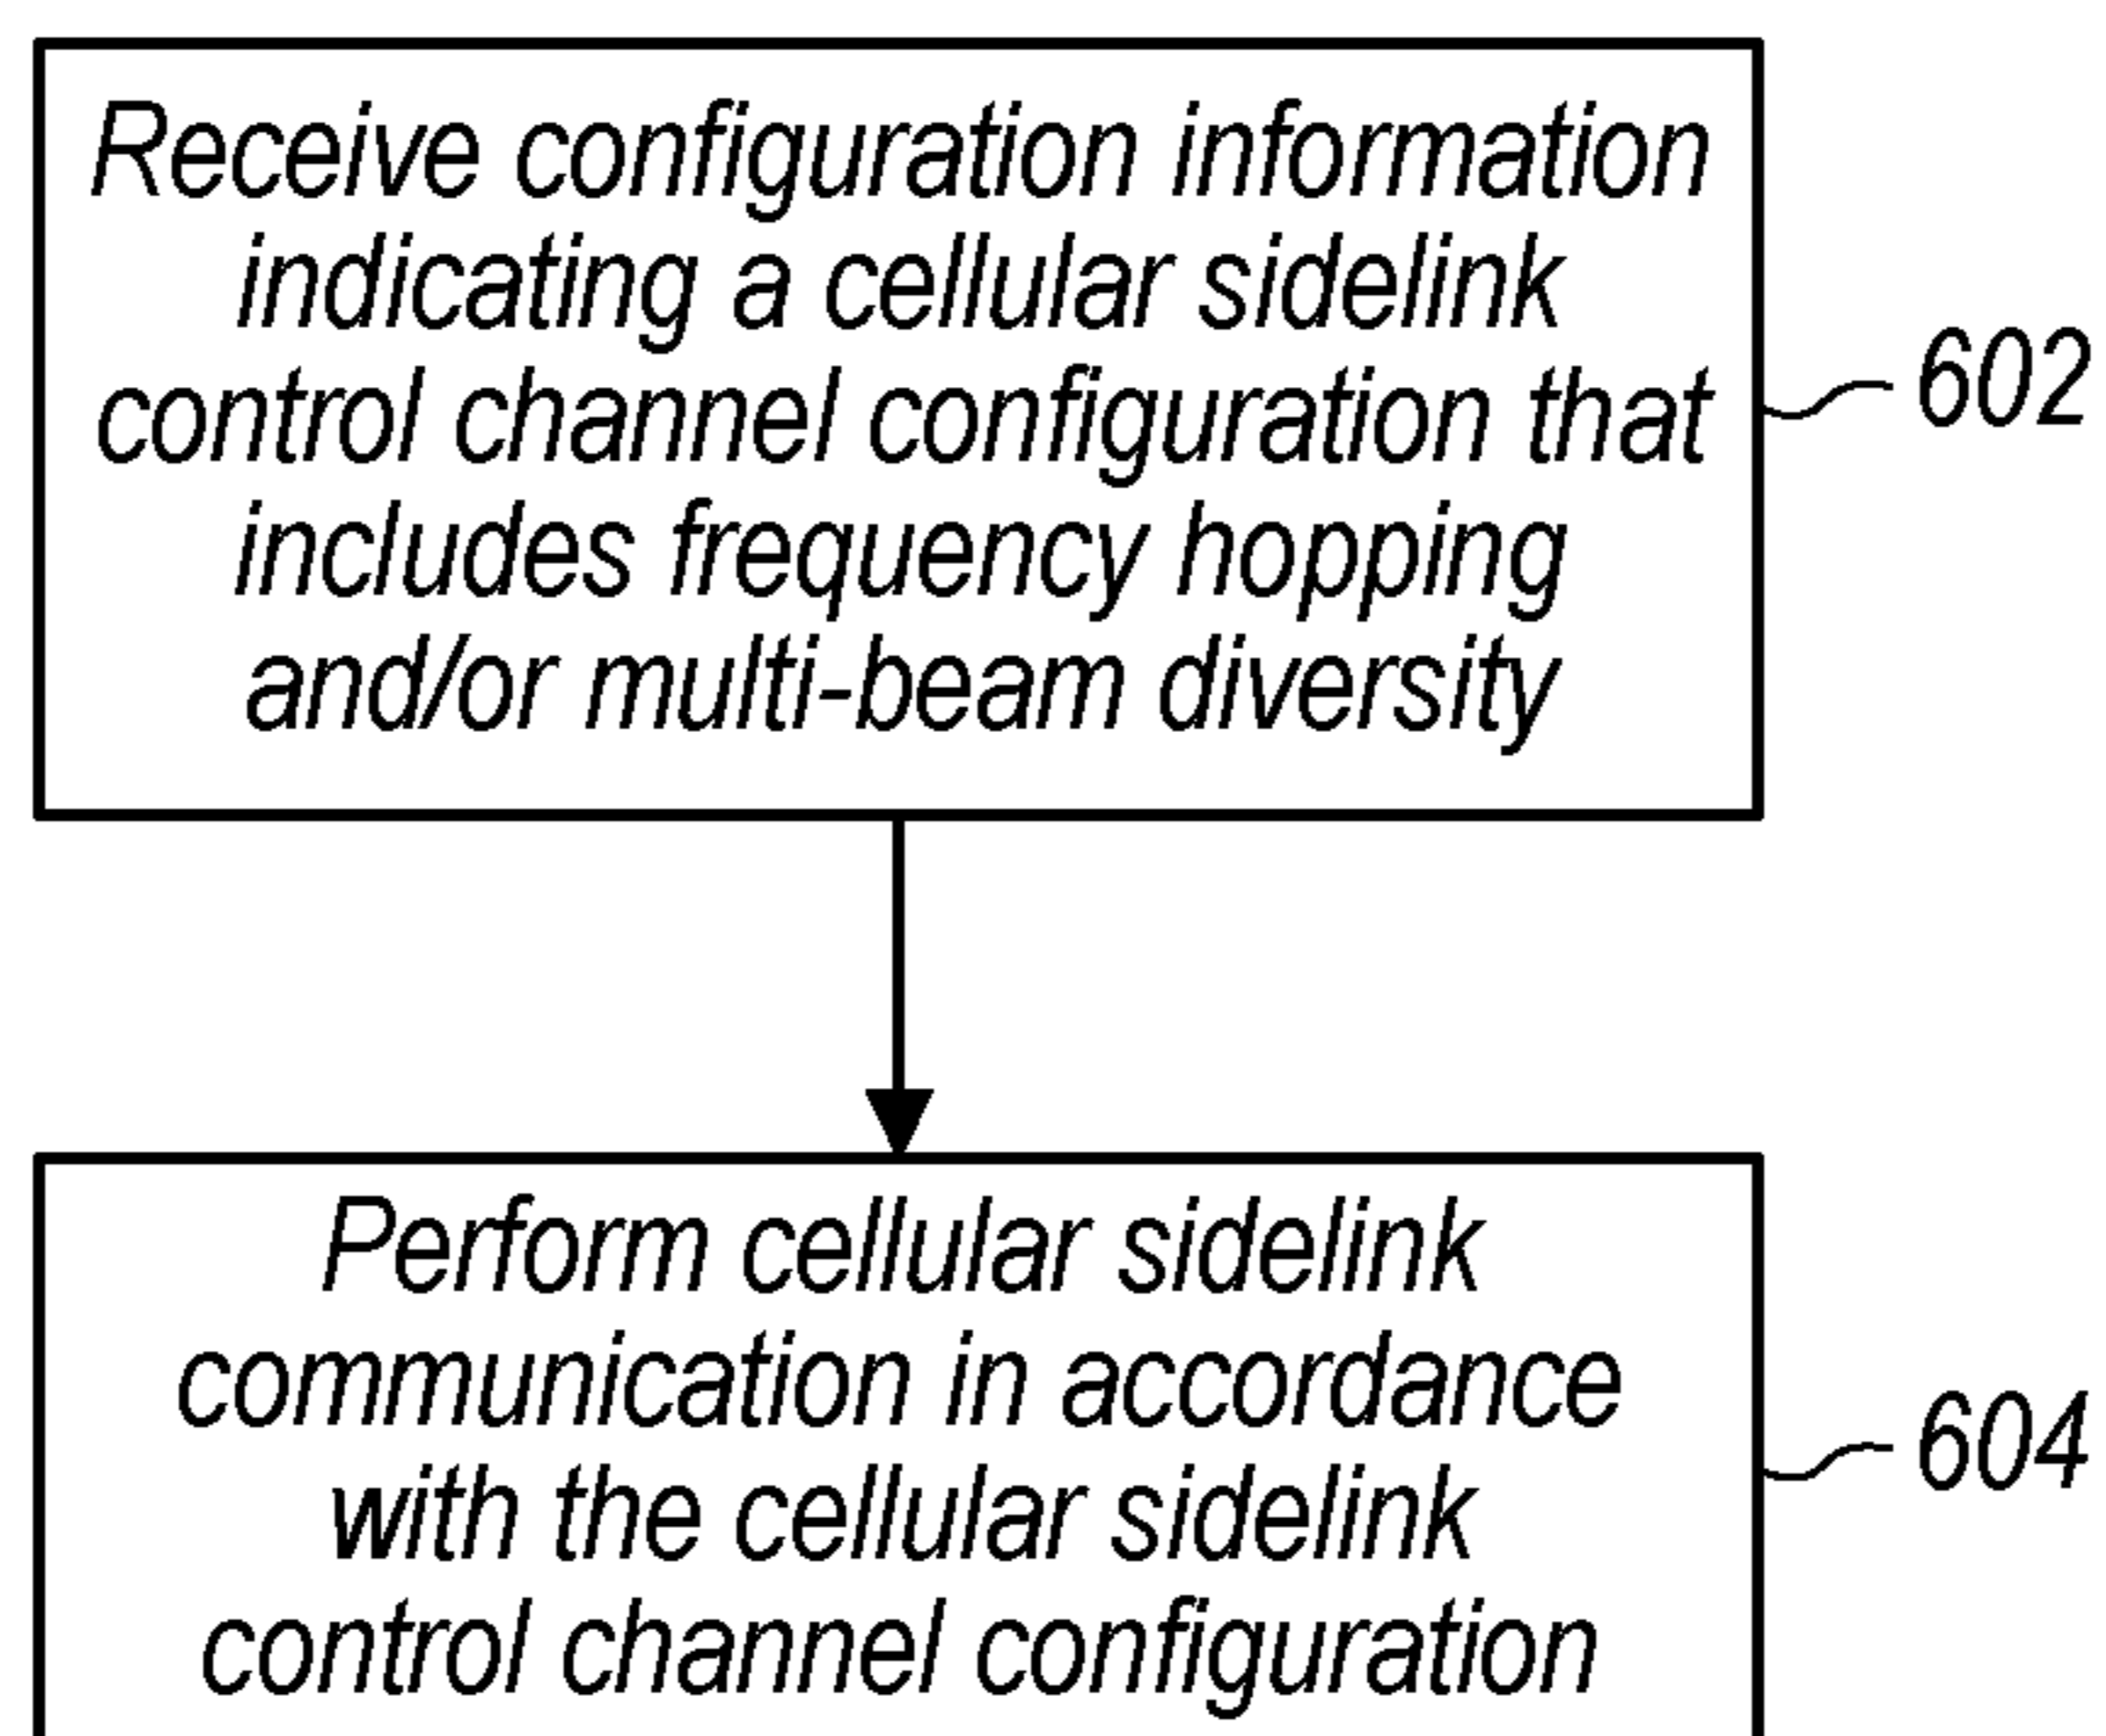 Receive configuration information
indicating a cellular sidelink
control channel configuration that
includes frequency hopping
and/or multi-beam diversity
602
Perform cellular sidelink
communication in accordance
with the cellular sidelink
control channel configuration
604